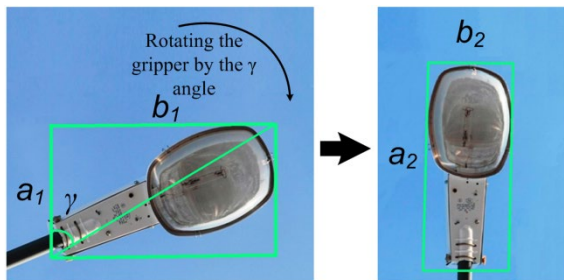 Rotating the
gripper by the γ
angle
b1
a1
γ
b2
a2